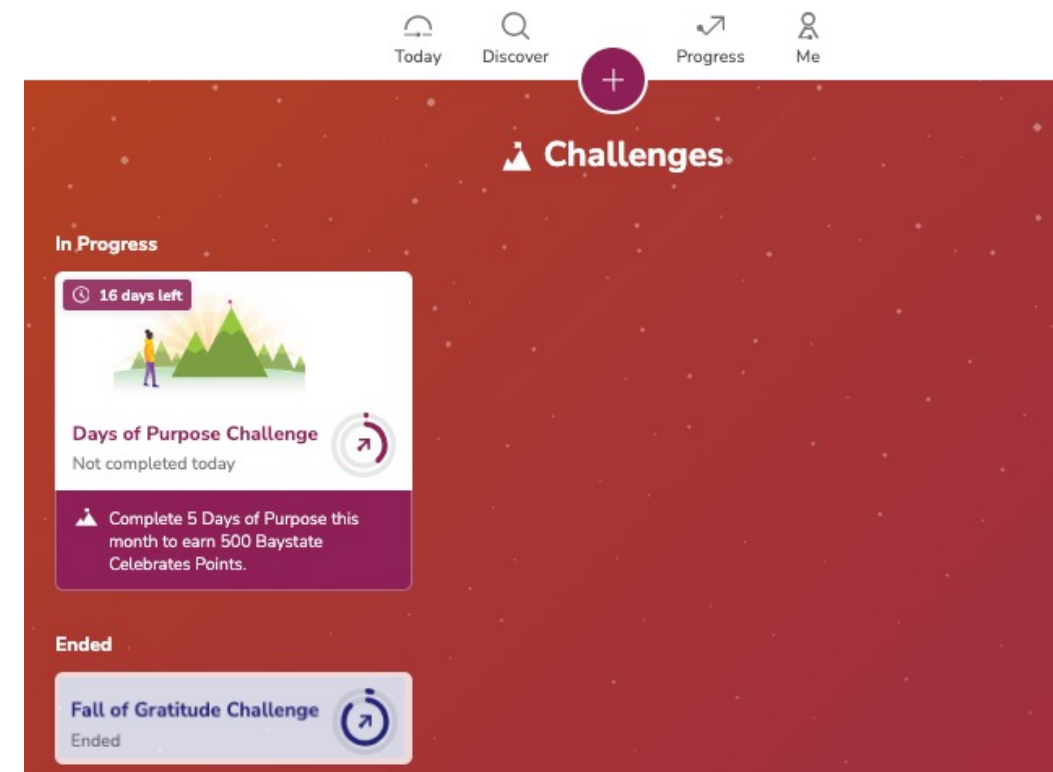 Today
Discover
Progress
Me
Challenges
In Progress
16 days left
Days of Purpose Challenge
Not completed today
Complete 5 Days of Purpose this
month to earn 500 Baystate
Celebrates Points.
Ended
Fall of Gratitude Challenge
Ended